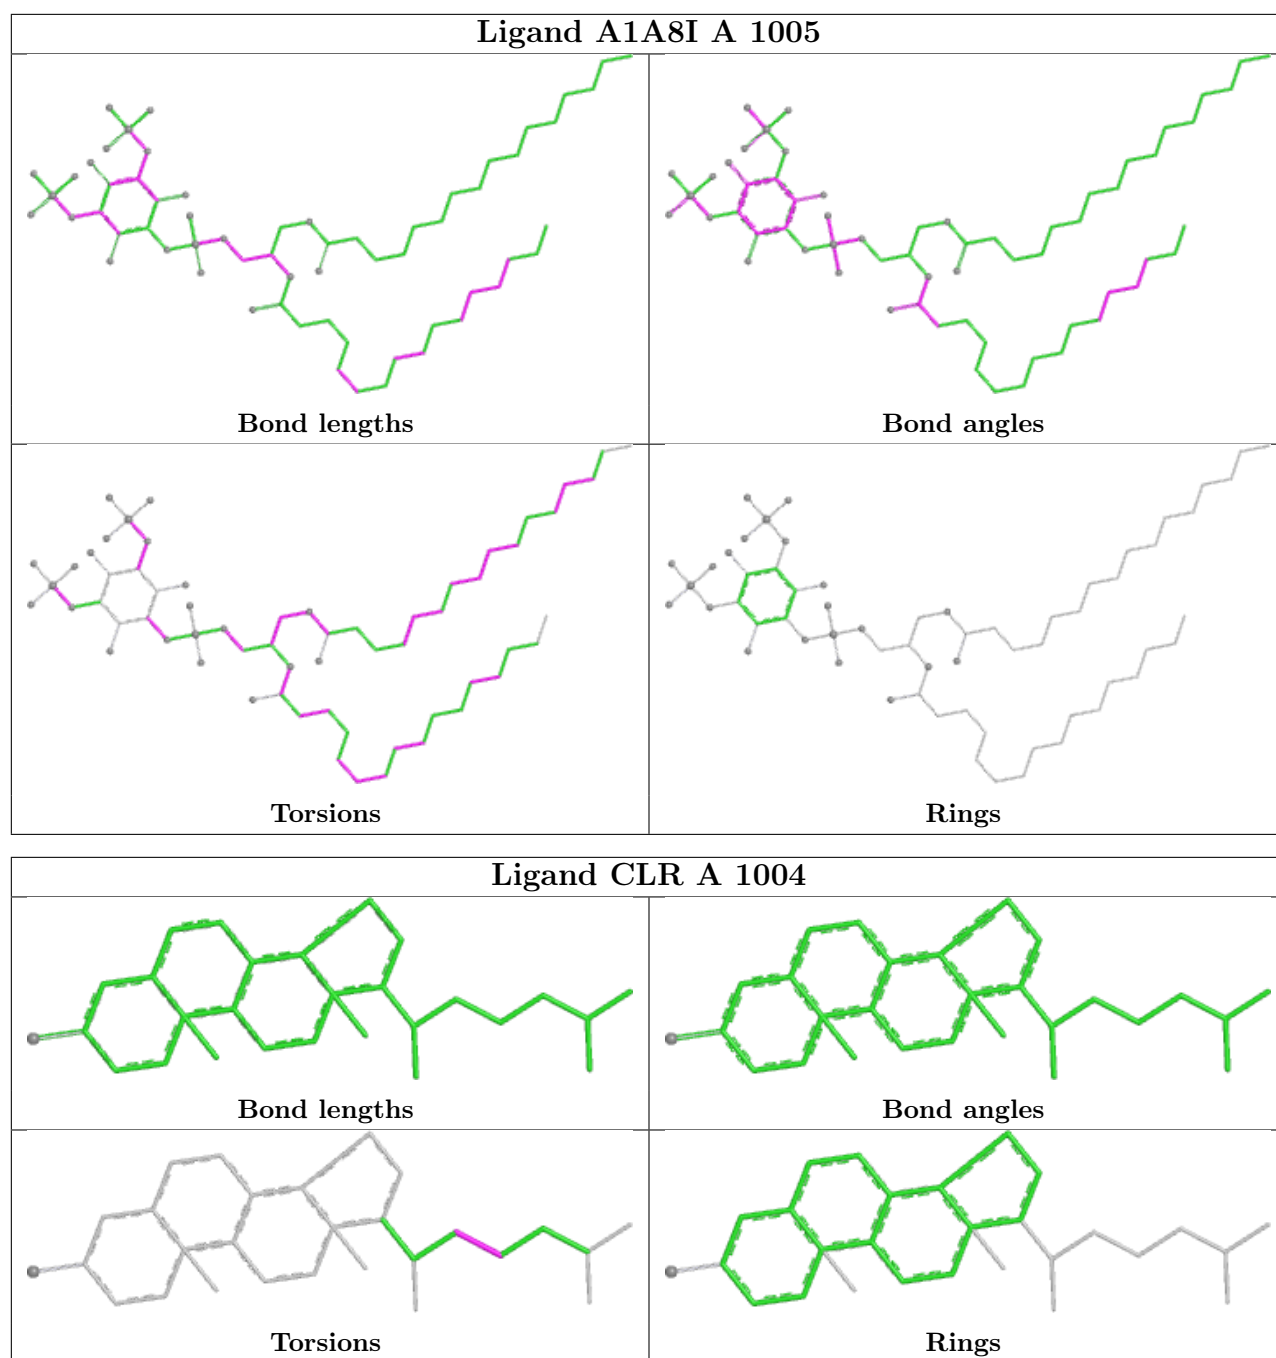 Ligand A1A8I A 1005
Bond lengths
Bond angles
Torsions
Rings
Ligand CLR A 1004
Bond lengths
Bond angles
Torsions
Rings